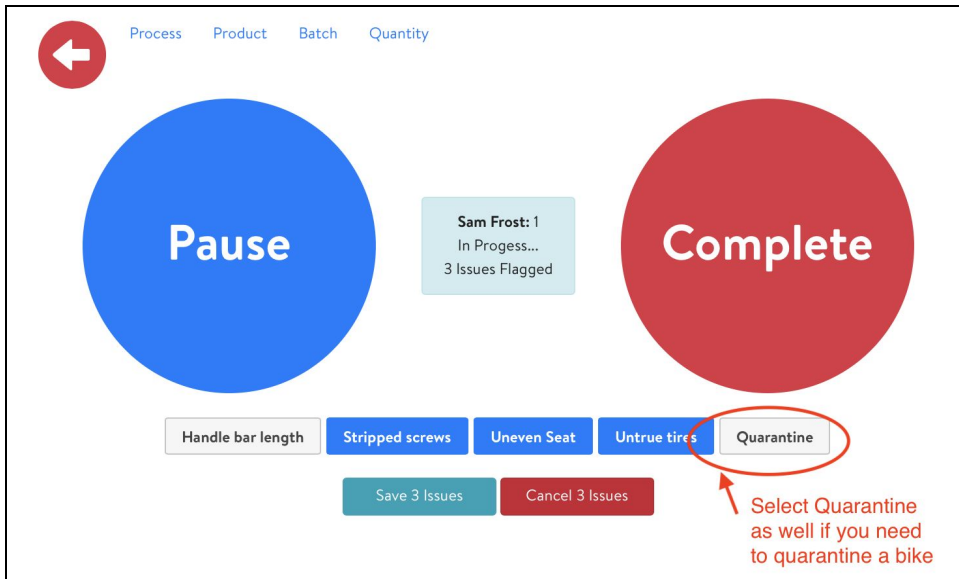 Process Product Batch Quantity
Pause
Sam Frost: 1
In Progess...
3 Issues Flagged
Complete
Handle bar length Stripped screws Uneven Seat Untrue tires Quarantine
Save 3 Issues Cancel 3 Issues
Select Quarantine
as well if you need
to quarantine a bike